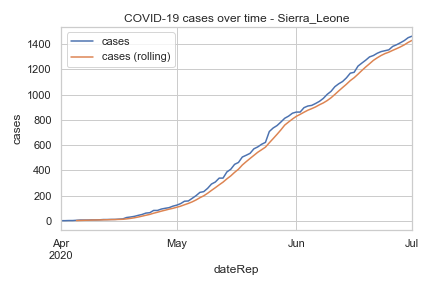 COVID-19 cases over time - Sierra_Leone
cases
cases (rolling)
1400
1200
1000
800
600
400
200
0
cases
Apr
2020
May
Jun
Jul
dateRep